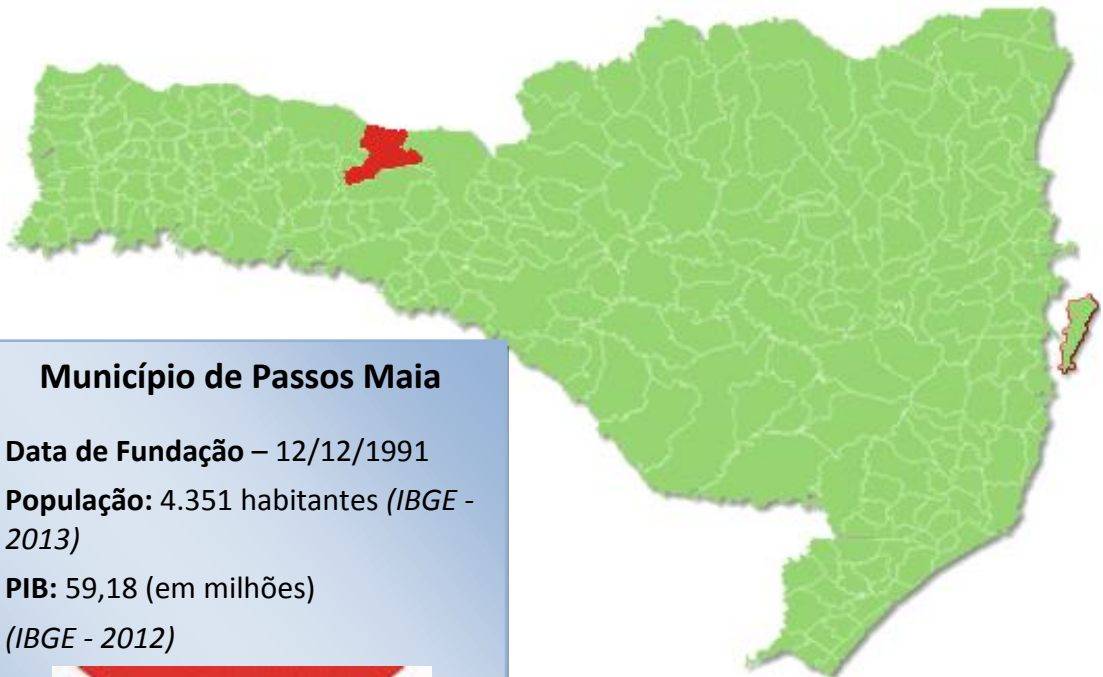 Município de Passos Maia
Data de Fundação – 12/12/1991
População: 4.351 habitantes (IBGE -
2013)
PIB: 59,18 (em milhões)
(IBGE - 2012)